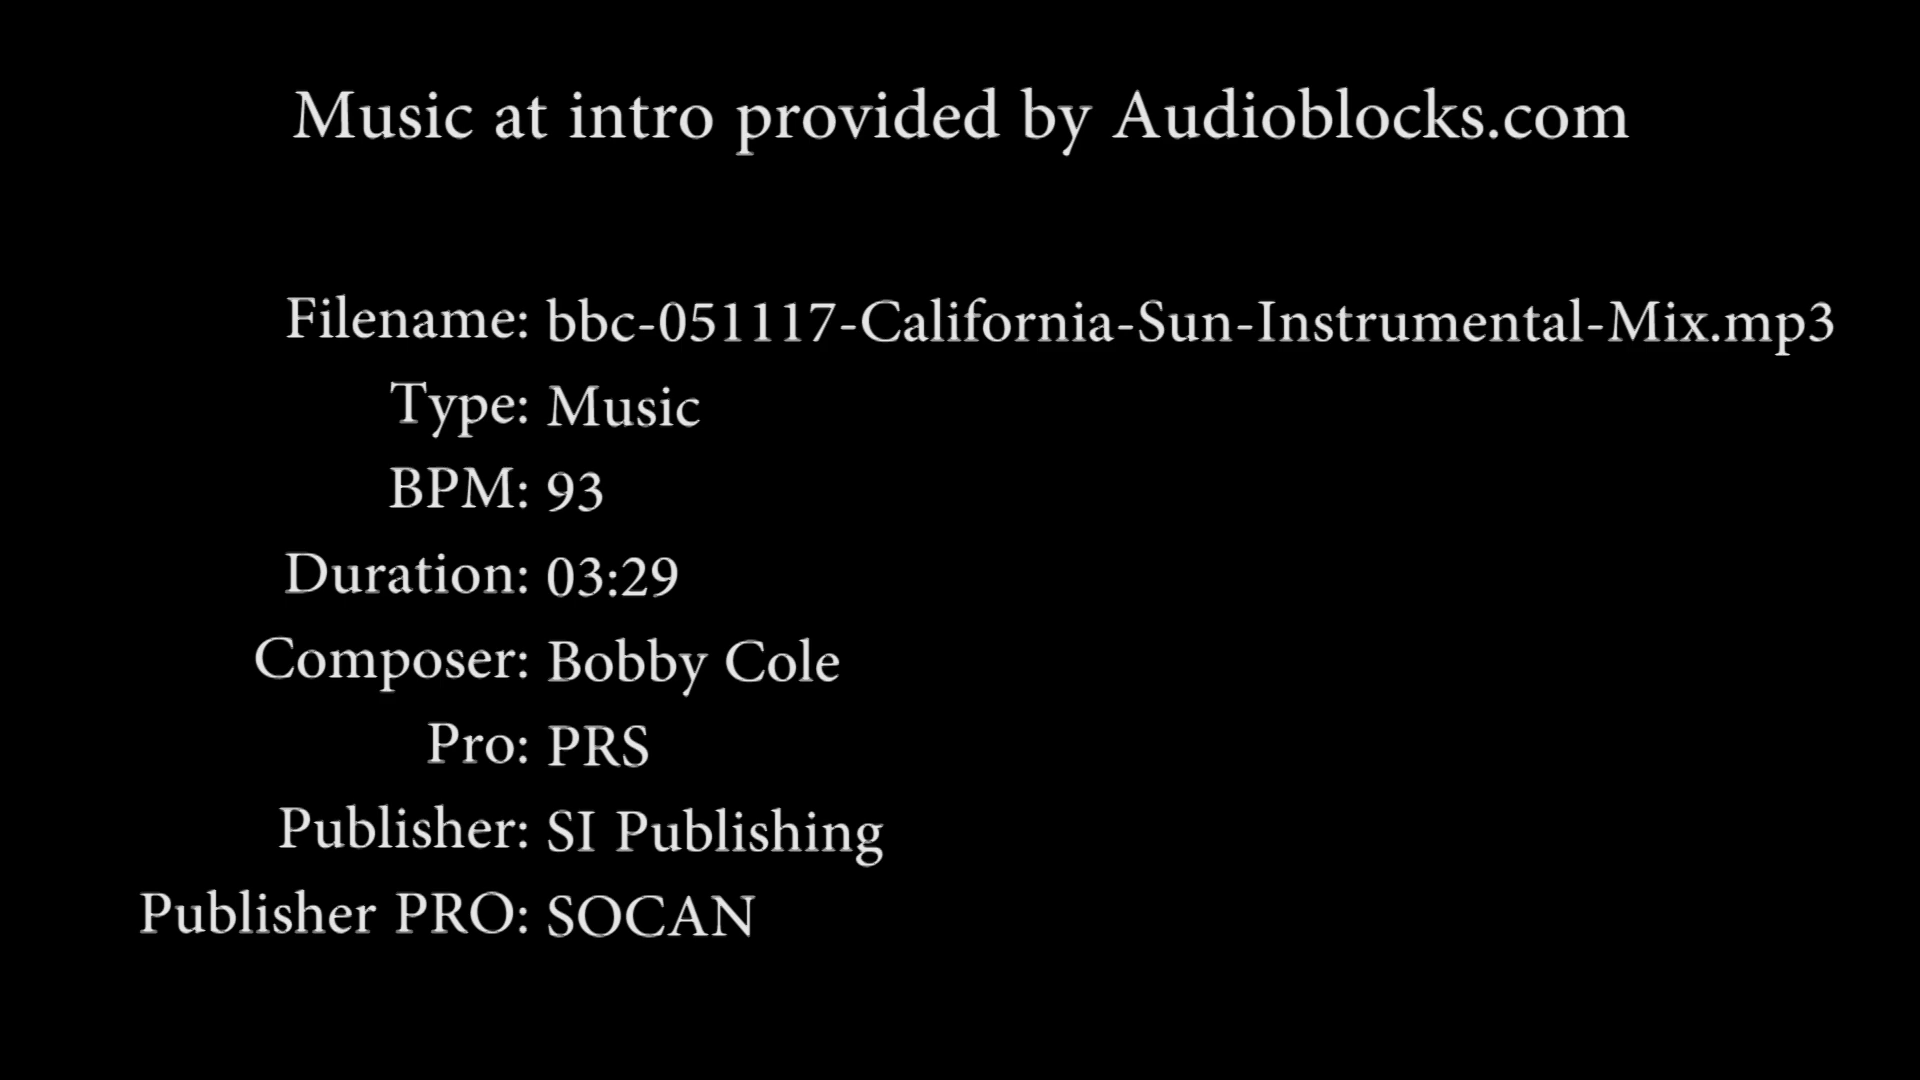 Music at intro provided by Audioblocks.com
Filename: bbc-051117-California-Sun-Instrumental-Mix.mp3
Type: Music
BPM: 93
Duration: 03:29
Composer: Bobby Cole
Pro: PRS
Publisher: SI Publishing
Publisher PRO: SOCAN